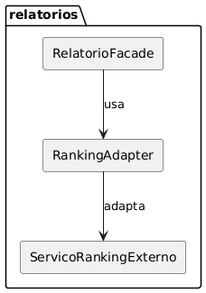 relatorios
RelatorioFacade
usa
RankingAdapter
adapta
ServicoRankingExterno